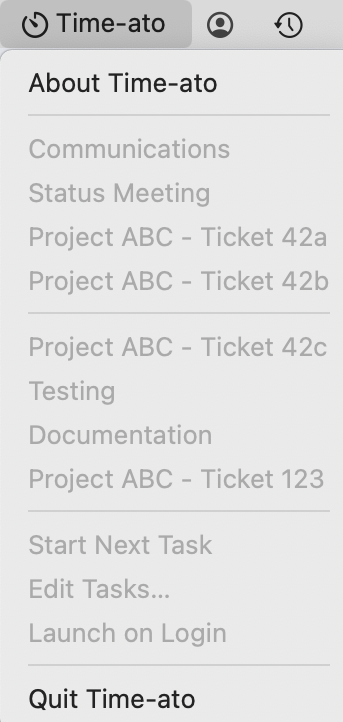 Time-ato
About Time-ato
Communications
Status Meeting
Project ABC - Ticket 42a
Project ABC - Ticket 42b
Project ABC - Ticket 42c
Testing
Documentation
Project ABC - Ticket 123
Start Next Task
Edit Tasks...
Launch on Login
Quit Time-ato